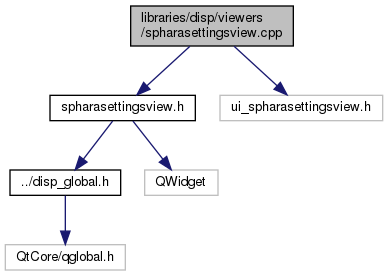 libraries/disp/viewers
/spharasettingsview.cpp
spharasettingsview.h
ui_spharasettingsview.h
../disp_global.h
QWidget
QtCore/qglobal.h